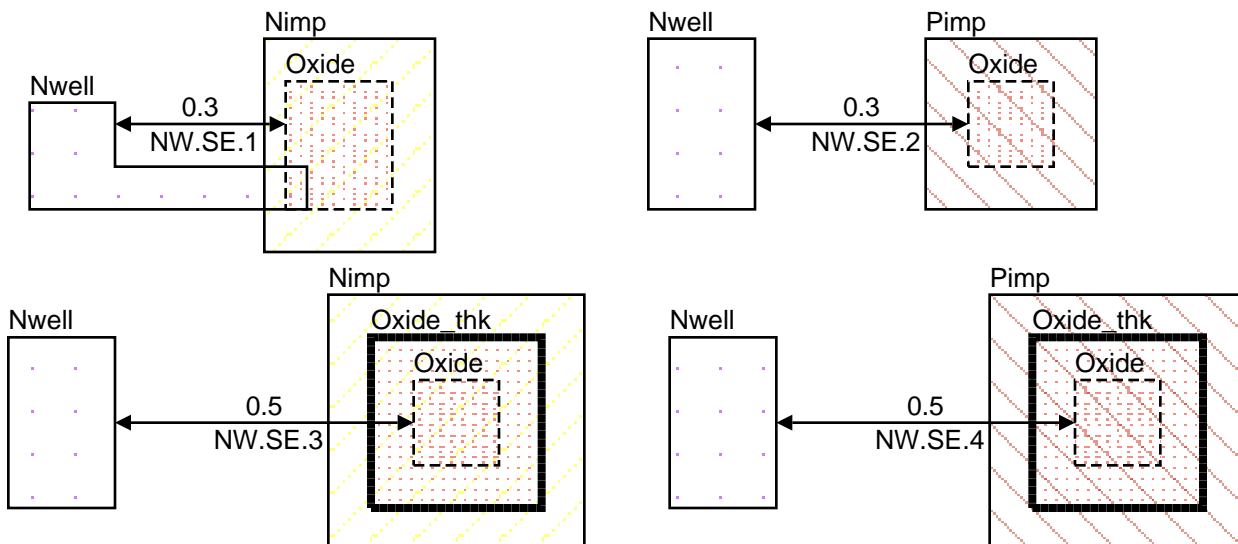 Nimp
Oxide
Nwell
0.3
NW.SE.1
Nwell
Pimp
Oxide
0.3
NW.SE.2
Nimp
Nwell
Oxide_thk
Oxide
0.5
NW.SE.3
Pimp
Nwell
Oxide_thk
Oxide
0.5
NW.SE.4